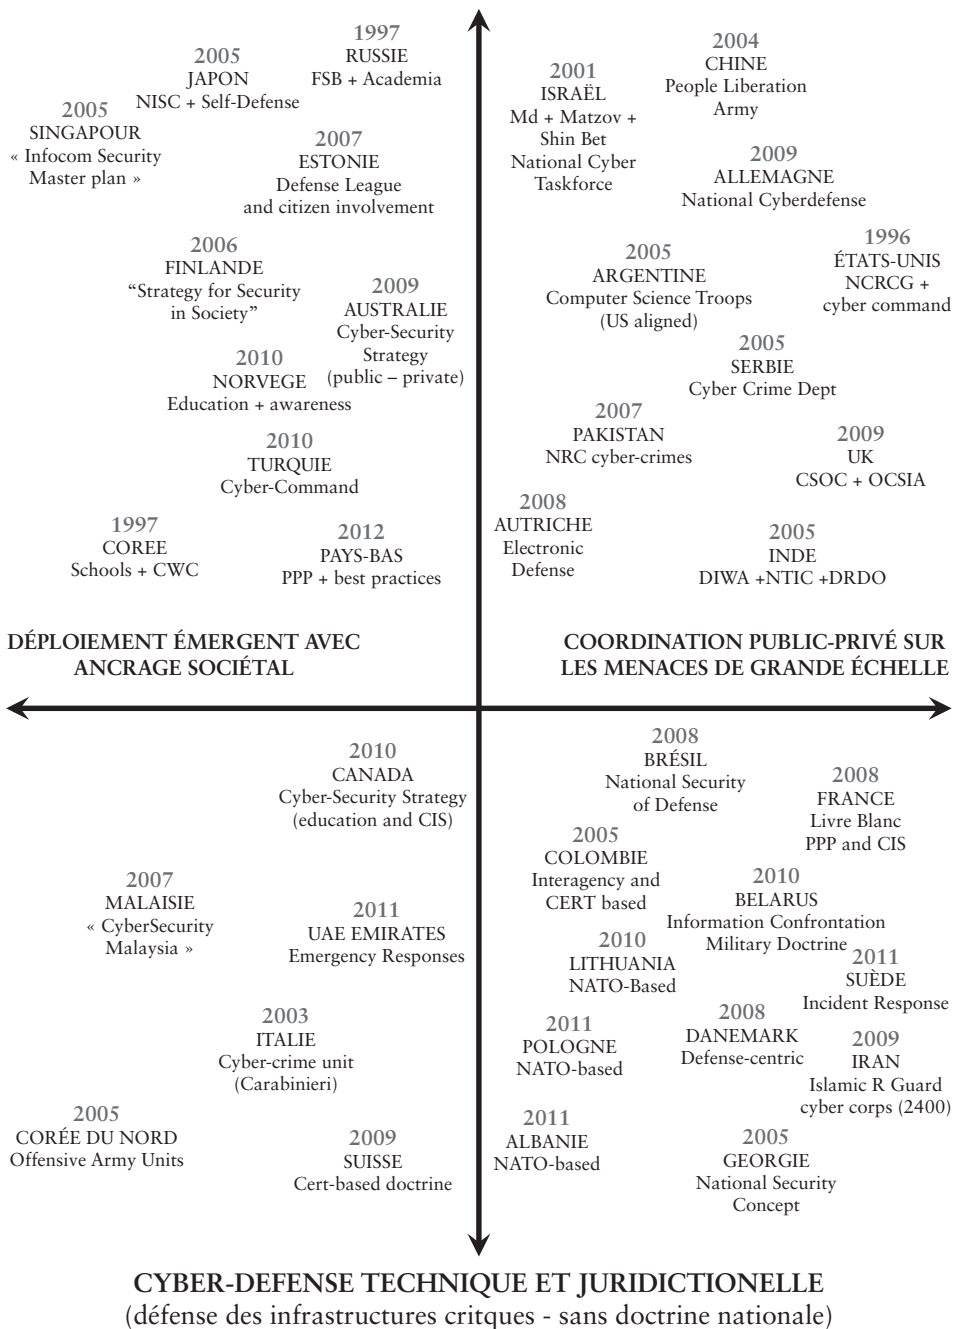 1997
RUSSIE
FSB + Academia
2005
JAPON
NISC + Self-Defense
2005
SINGAPOUR
« Infocom Security
Master plan »
2007
ESTONIE
Defense League
and citizen involvement
2006
FINLANDE
“Strategy for Security
in Society”
2009
AUSTRALIE
Cyber-Security
Strategy
(public – private)
2010
NORVEGE
Education + awareness
2010
TURQUIE
Cyber-Command
1997
COREE
Schools + CWC
2012
PAYS-BAS
PPP + best practices
2004
CHINE
People Liberation
Army
2001
ISRAËL
Md + Matzov +
Shin Bet
National Cyber
Taskforce
2009
ALLEMAGNE
National Cyberdefense
1996
ÉTATS-UNIS
NCRCG +
cyber command
2005
ARGENTINE
Computer Science Troops
(US aligned)
2005
SERBIE
Cyber Crime Dept
2007
PAKISTAN
NRC cyber-crimes
2009
UK
CSOC + OCSIA
2008
AUTRICHE
Electronic
Defense
2005
INDE
DIWA +NTIC +DRDO
DÉPLOIEMENT ÉMERGENT AVEC
ANCRAGE SOCIÉTAL
COORDINATION PUBLIC-PRIVÉ SUR
LES MENACES DE GRANDE ÉCHELLE
2010
CANADA
Cyber-Security Strategy
(education and CIS)
2007
MALAISIE
« CyberSecurity
Malaysia »
2011
UAE EMIRATES
Emergency Responses
2003
ITALIE
Cyber-crime unit
(Carabinieri)
2005
CORÉE DU NORD
Offensive Army Units
2009
SUISSE
Cert-based doctrine
2008
BRÉSIL
National Security
of Defense
2008
FRANCE
Livre Blanc
PPP and CIS
2005
COLOMBIE
Interagency and
CERT based
2010
BELARUS
Information Confrontation
Military Doctrine
2010
LITHUANIA
NATO-Based
2011
SUÈDE
Incident Response
2008
DANEMARK
Defense-centric
2011
POLOGNE
NATO-based
2009
IRAN
Islamic R Guard
cyber corps (2400)
2011
ALBANIE
NATO-based
2005
GEORGIE
National Security
Concept
CYBER-DEFENSE TECHNIQUE ET JURIDICTIONELLE
(défense des infrastructures critques - sans doctrine nationale)